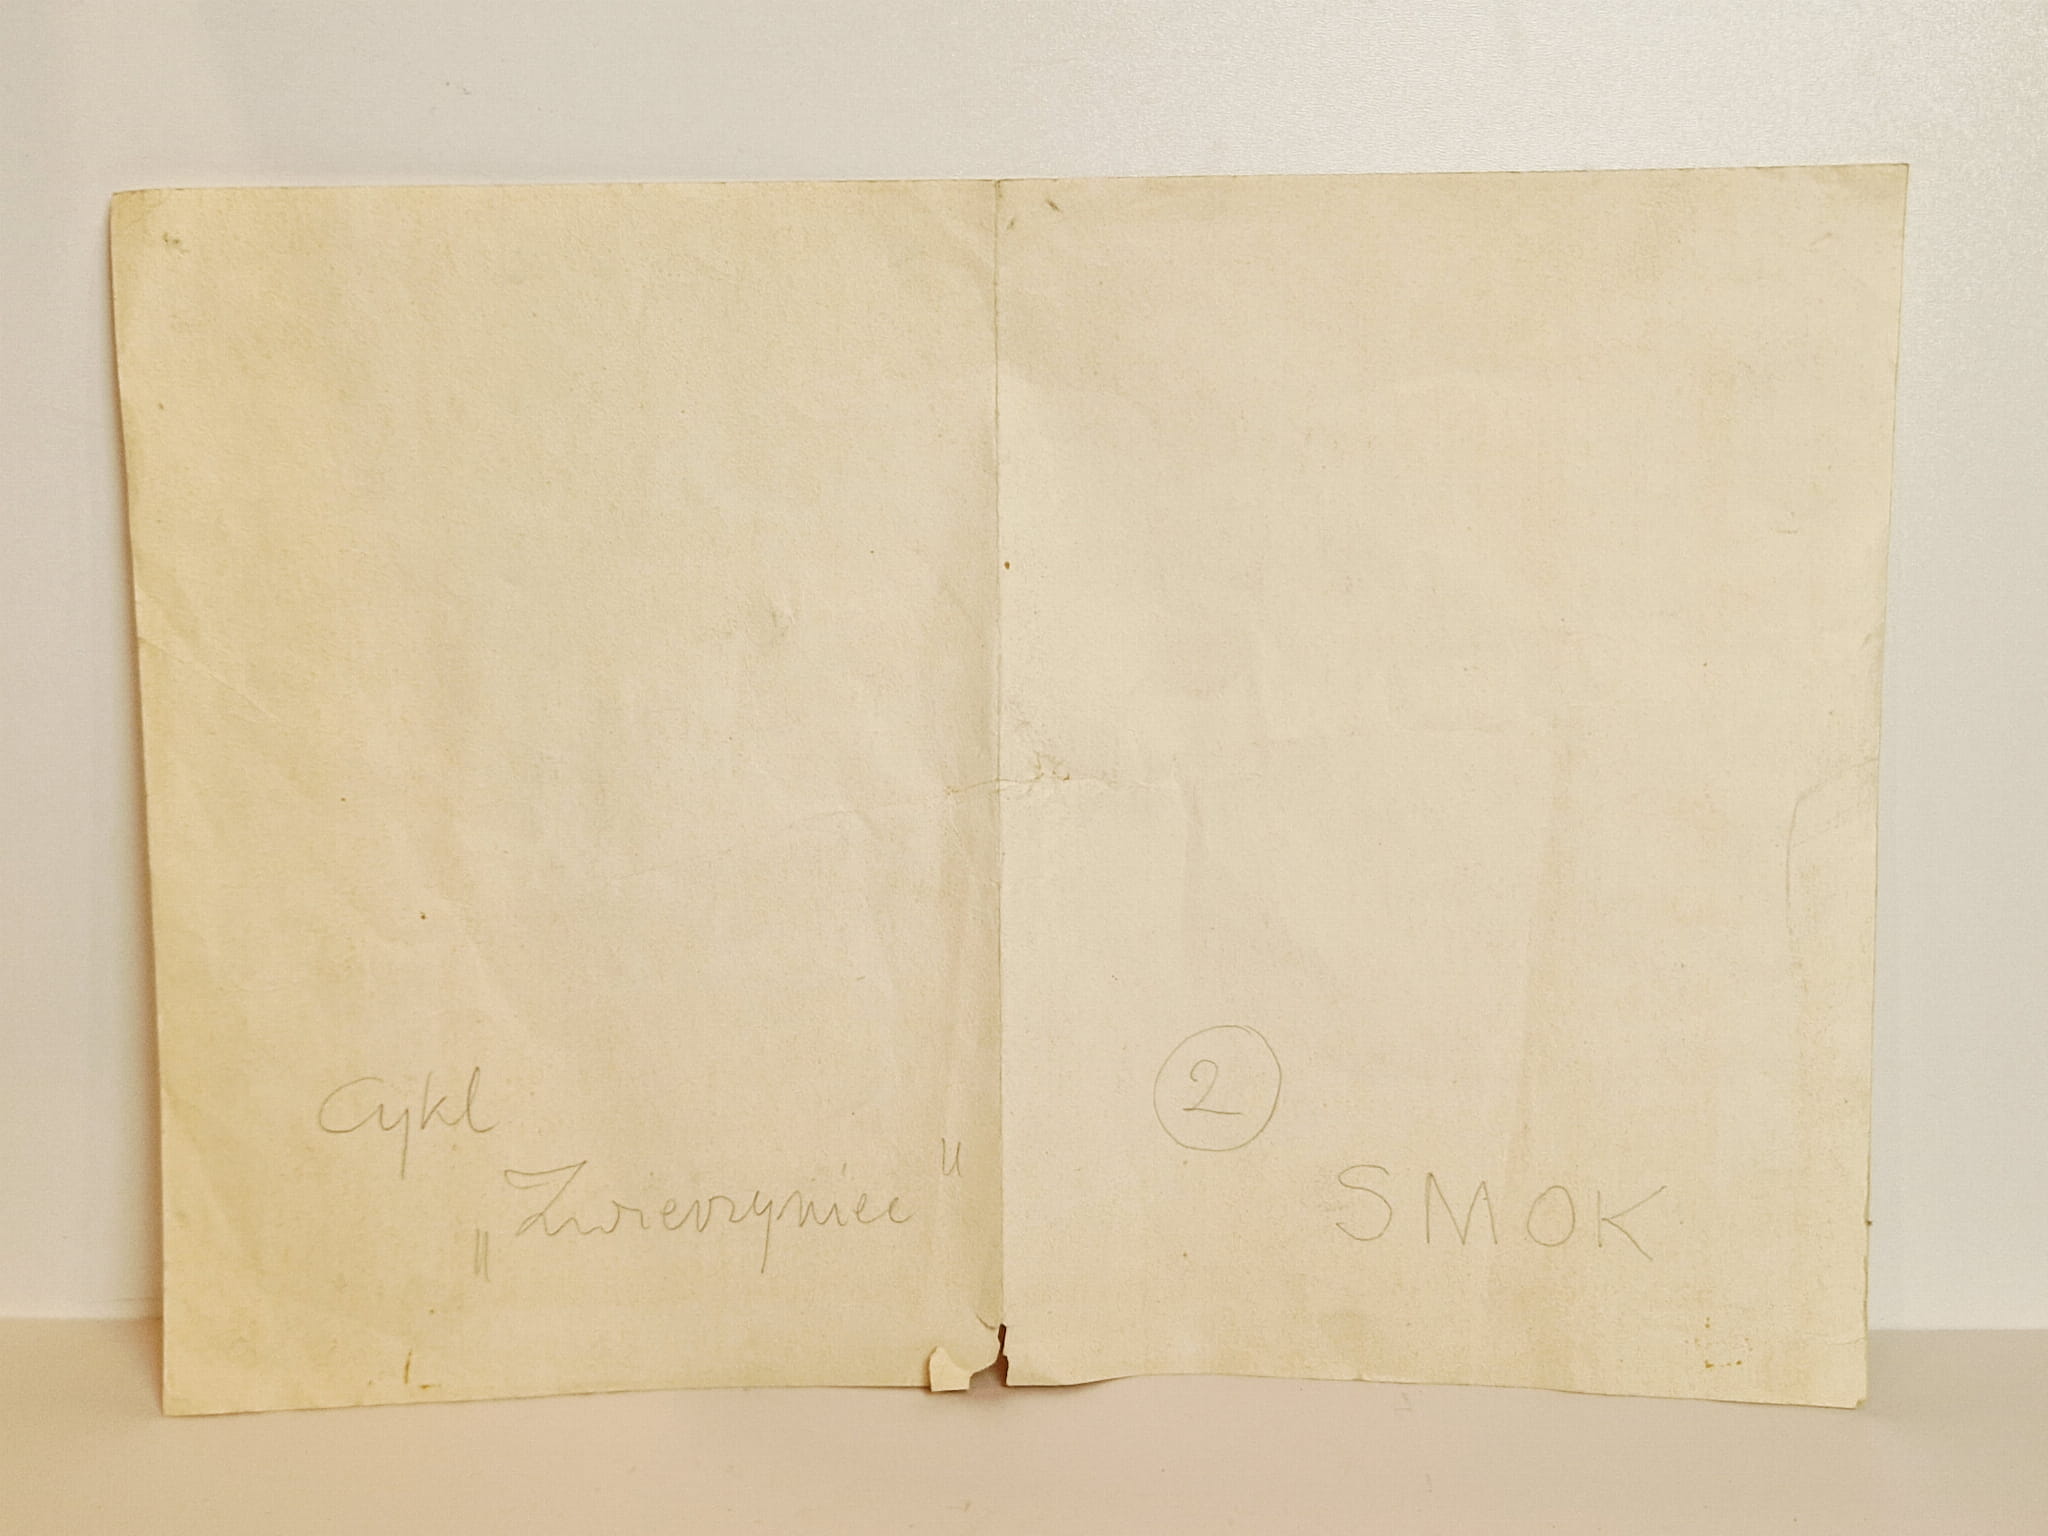 Cykl
„Zwierzyniec"
2
SMOK